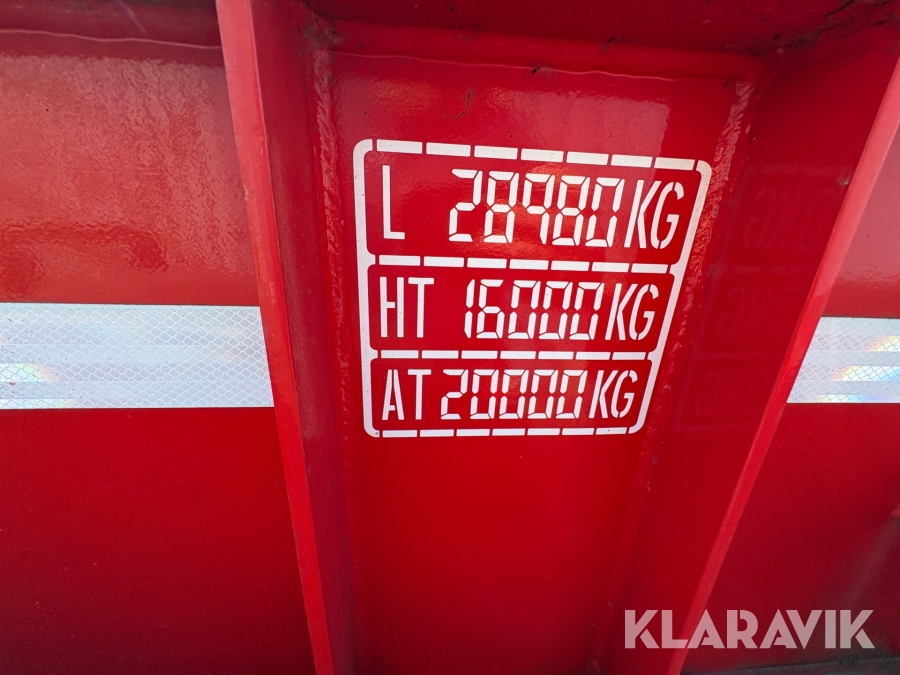 L 28980 KG
HT 16000 KG
AT 20000 KG
KLARAVIK